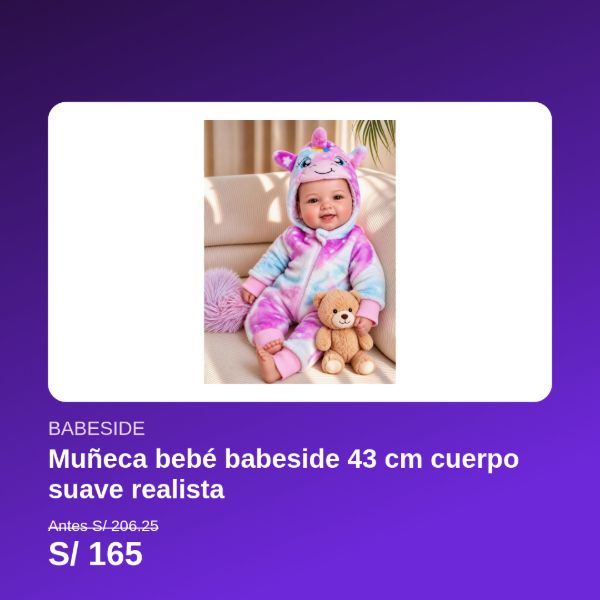 BABESIDE
Muñeca bebé babeside 43 cm cuerpo
suave realista
Antes S/ 206.25
S/ 165